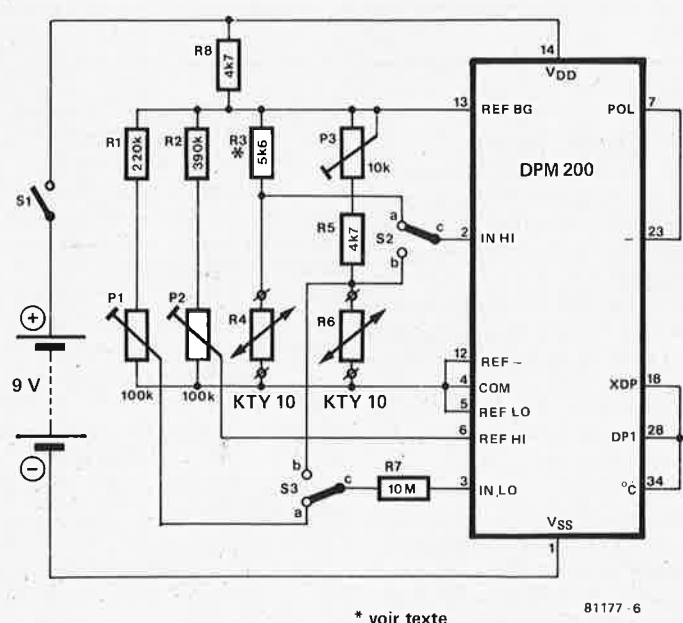 R8
4k7
14
VDD
13
REF BG
POL
7
R1
220k
R2
390k
R3
*
5k6
P3
10k
DPM 200
S1
R5
4k7
a
c
S2
b
2
IN HI
–
23
P1
P2
R4
R6
+
9 V
–
100k
100k
KTY 10
KTY 10
12
REF –
4
COM
5
REF LO
6
REF HI
XDP
18
DP1
28
°C
34
b
S3
c
a
R7
10M
3
IN LO
VSS
1
* voir texte
81177 - 6